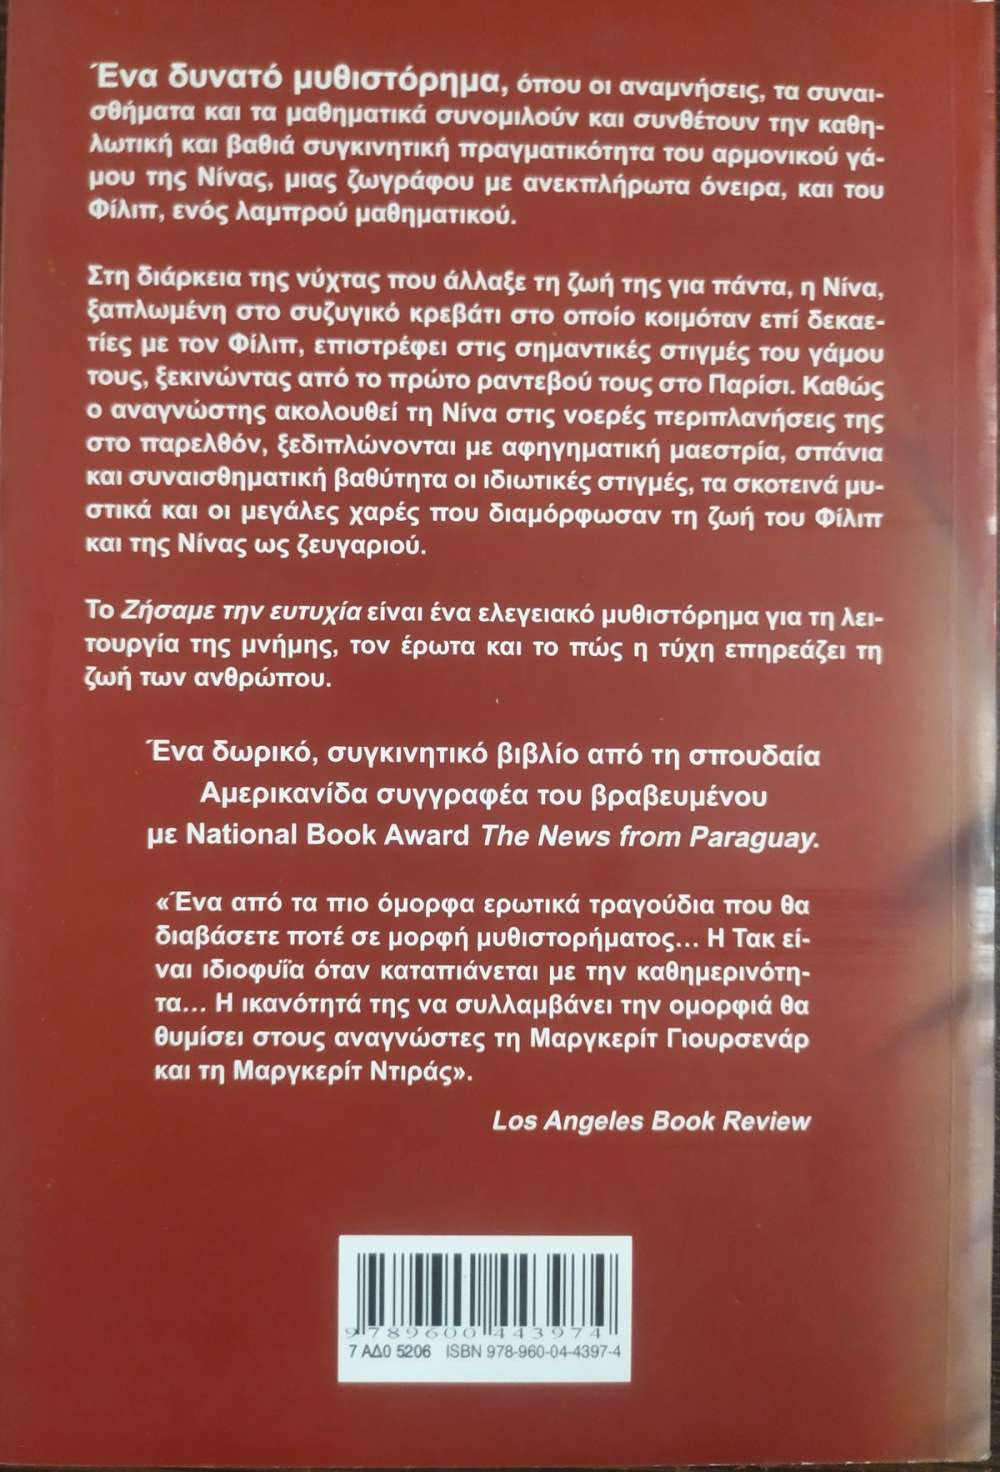 Ένα δυνατό μυθιστόρημα, όπου οι αναμνήσεις, τα συναι-
σθήματα και τα μαθηματικά συνομιλούν και συνθέτουν την καθη-
λωτική και βαθιά συγκινητική πραγματικότητα του αρμονικού γά-
μου της Νίνας, μιας ζωγράφου με ανεκπλήρωτα όνειρα, και του
Φίλιπ, ενός λαμπρού μαθηματικού.
Στη διάρκεια της νύχτας που άλλαξε τη ζωή της για πάντα, η Νίνα,
ξαπλωμένη στο συζυγικό κρεβάτι στο οποίο κοιμόταν επί δεκαε-
τίες με τον Φίλιπ, επιστρέφει στις σημαντικές στιγμές του γάμου
τους, ξεκινώντας από το πρώτο ραντεβού τους στο Παρίσι. Καθώς
ο αναγνώστης ακολουθεί τη Νίνα στις νοερές περιπλανήσεις της
στο παρελθόν, ξεδιπλώνονται με αφηγηματική μαεστρία, σπάνια
και συναισθηματική βαθύτητα οι ιδιωτικές στιγμές, τα σκοτεινά μυ-
στικά και οι μεγάλες χαρές που διαμόρφωσαν τη ζωή του Φίλιπ
και της Νίνας ως ζευγαριού.
Το Ζήσαμε την ευτυχία είναι ένα ελεγειακό μυθιστόρημα για τη λει-
τουργία της μνήμης, τον έρωτα και το πώς η τύχη επηρεάζει τη
ζωή των ανθρώπου.
Ένα δωρικό, συγκινητικό βιβλίο από τη σπουδαία
Αμερικανίδα συγγραφέα του βραβευμένου
με National Book Award The News from Paraguay.
«Ένα από τα πιο όμορφα ερωτικά τραγούδια που θα
διαβάσετε ποτέ σε μορφή μυθιστορήματος... Η Τακ εί-
ναι ιδιοφυΐα όταν καταπιάνεται με την καθημερινότη-
τα... Η ικανότητά της να συλλαμβάνει την ομορφιά θα
θυμίσει στους αναγνώστες τη Μαργκερίτ Γιουρσενάρ
και τη Μαργκερίτ Ντιράς».
Los Angeles Book Review
9 789600 443974
7 ΑΔ0 5206 ISBN 978-960-04-4397-4